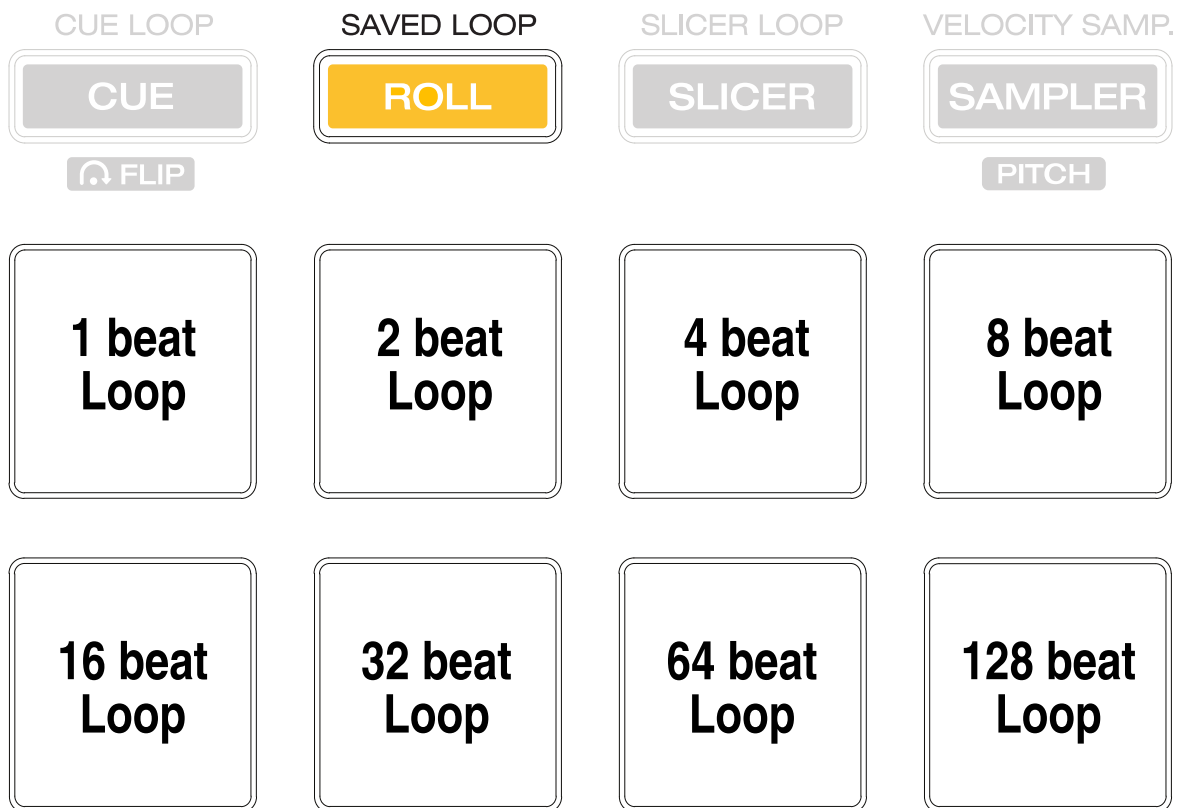 CUE LOOP SAVED LOOP SLICER LOOP VELOCITY SAMP.
CUE ROLL SLICER SAMPLER
FLIP PITCH
1 beat 2 beat 4 beat 8 beat
Loop Loop Loop Loop
16 beat 32 beat 64 beat 128 beat
Loop Loop Loop Loop